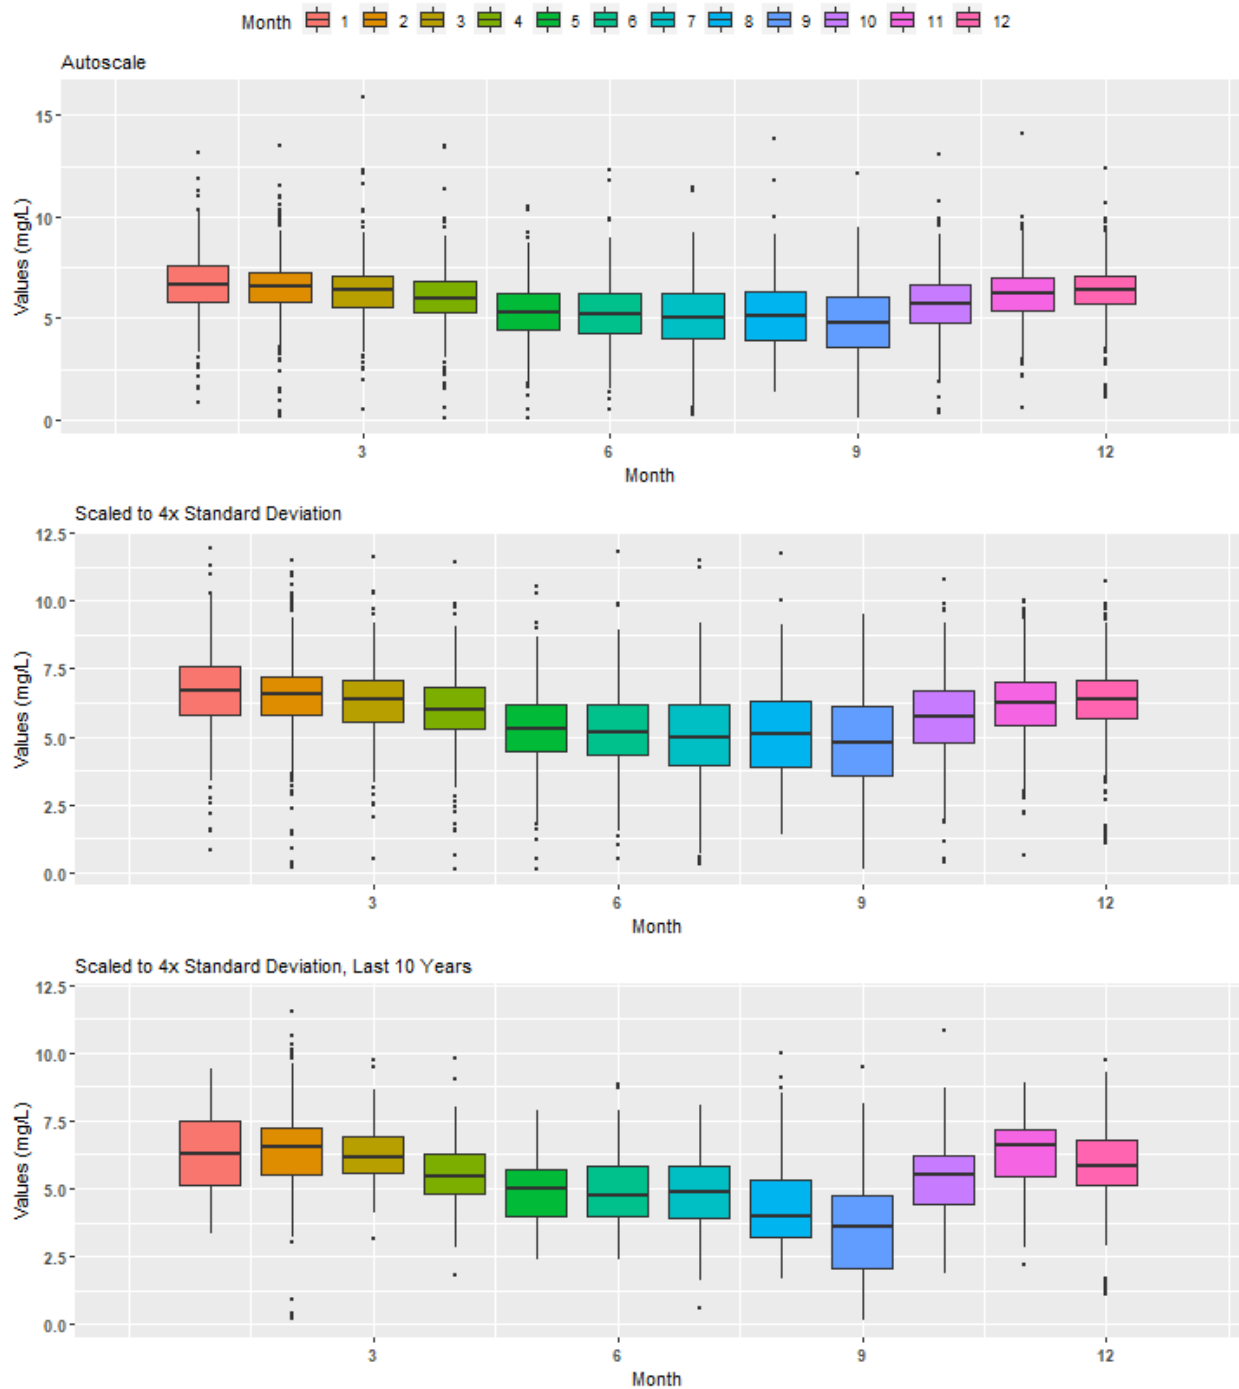 Month 1 2 3 4 5 6 7 8 9 10 11 12
Autoscale
Values (mg/L)
15
10
5
0
3 6 9 12
Month
Scaled to 4x Standard Deviation
Values (mg/L)
12.5
10.0
7.5
5.0
2.5
0.0
3 6 9 12
Month
Scaled to 4x Standard Deviation, Last 10 Years
Values (mg/L)
12.5
10.0
7.5
5.0
2.5
0.0
3 6 9 12
Month